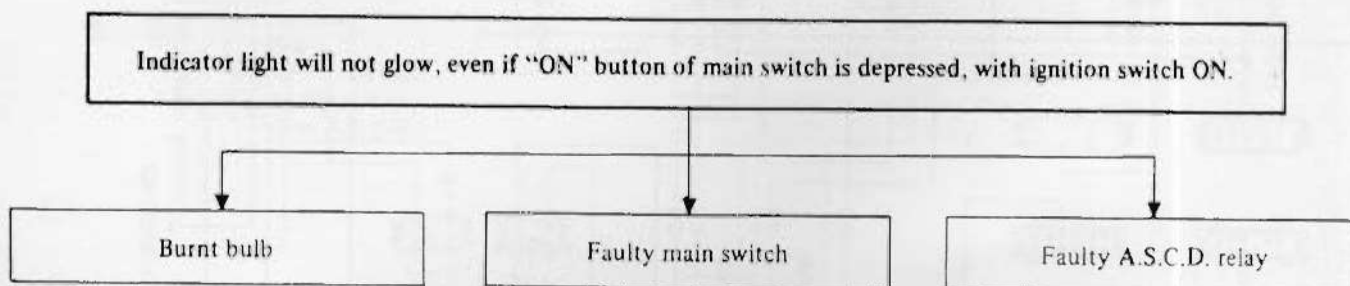 Indicator light will not glow, even if “ON” button of main switch is depressed, with ignition switch ON.
Burnt bulb
Faulty main switch
Faulty A.S.C.D. relay